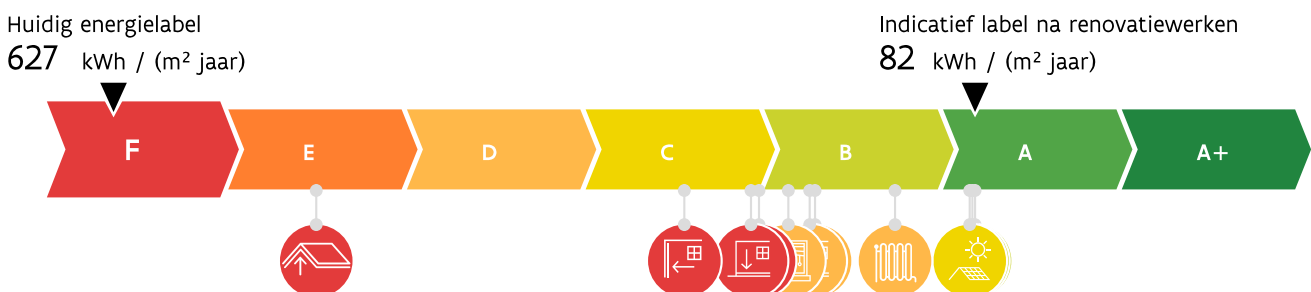 Huidig energielabel
627 kWh / (m² jaar)
Indicatief label na renovatiewerken
82 kWh / (m² jaar)
F E D C B A A+